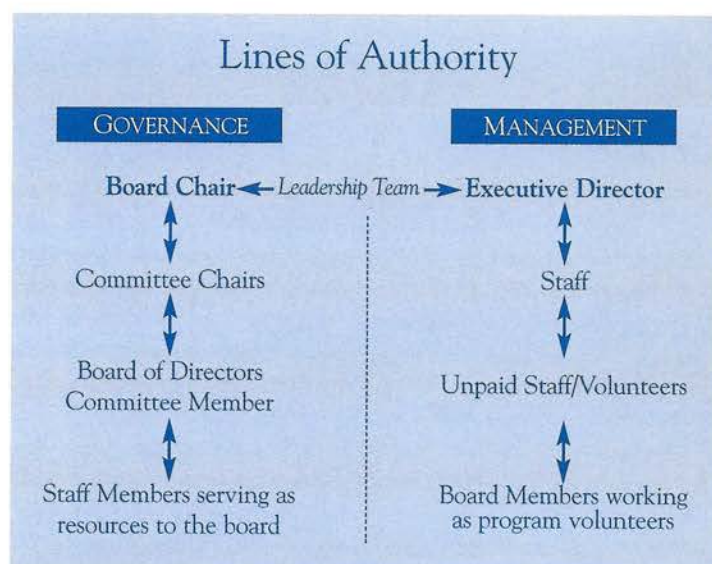 Lines of Authority
GOVERNANCE
MANAGEMENT
Board Chair
Leadership Team
Executive Director
Committee Chairs
Staff
Board of Directors
Committee Member
Unpaid Staff/Volunteers
Staff Members serving as
resources to the board
Board Members working
as program volunteers